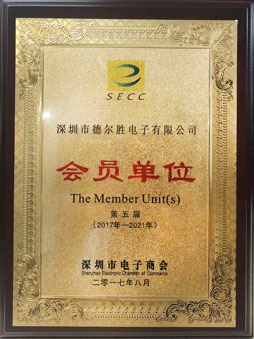 SECC
深圳市德尔胜电子有限公司
会员单位
The Member Unit(s)
第五届
(2017年—2021年)
深圳市电子商会
Shenzhen Electronic Chamber of Commerce
二〇一七年八月